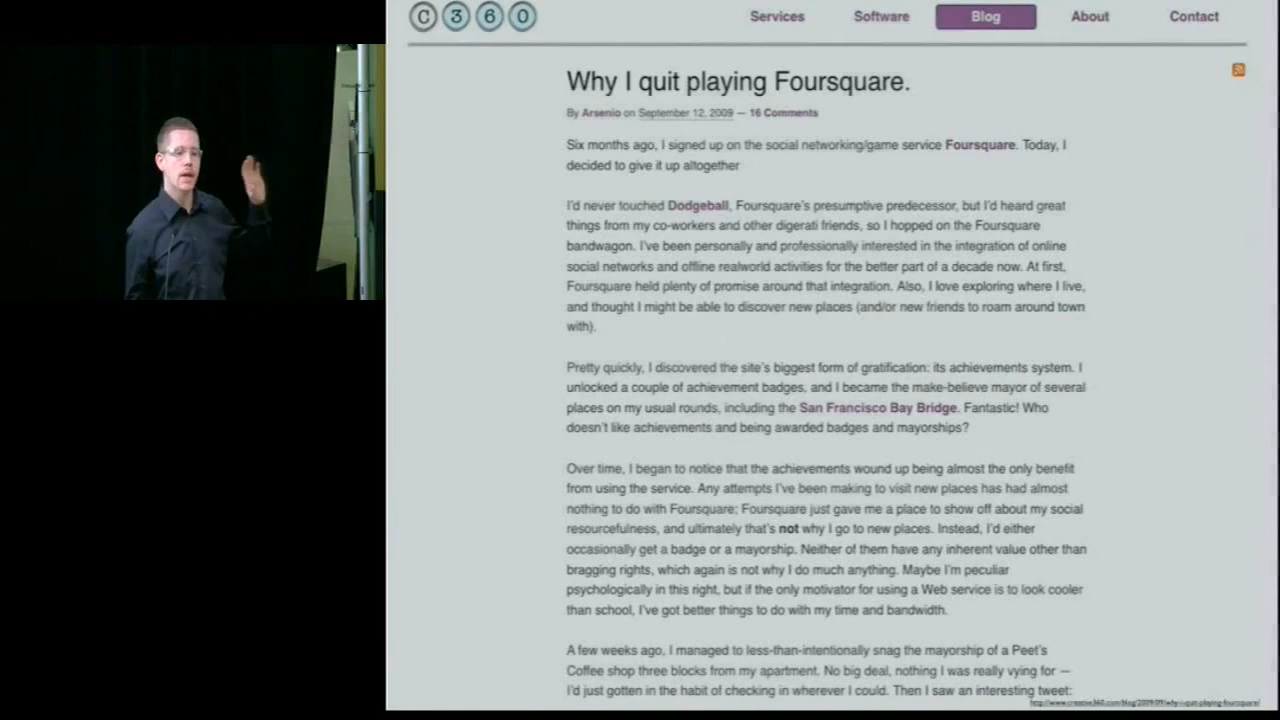 C 3 6 0
Services Software Blog About Contact
Why I quit playing Foursquare.
By Arsenio on September 12, 2009 — 16 Comments
Six months ago, I signed up on the social networking/game service Foursquare. Today, I
decided to give it up altogether
I'd never touched Dodgeball, Foursquare's presumptive predecessor, but I'd heard great
things from my co-workers and other digerati friends, so I hopped on the Foursquare
bandwagon. I've been personally and professionally interested in the integration of online
social networks and offline realworld activities for the better part of a decade now. At first,
Foursquare held plenty of promise around that integration. Also, I love exploring where I live,
and thought I might be able to discover new places (and/or new friends to roam around town
with).
Pretty quickly, I discovered the site's biggest form of gratification: its achievements system. I
unlocked a couple of achievement badges, and I became the make-believe mayor of several
places on my usual rounds, including the San Francisco Bay Bridge. Fantastic! Who
doesn't like achievements and being awarded badges and mayorships?
Over time, I began to notice that the achievements wound up being almost the only benefit
from using the service. Any attempts I've been making to visit new places has had almost
nothing to do with Foursquare; Foursquare just gave me a place to show off about my social
resourcefulness, and ultimately that's not why I go to new places. Instead, I'd either
occasionally get a badge or a mayorship. Neither of them have any inherent value other than
bragging rights, which again is not why I do much anything. Maybe I'm peculiar
psychologically in this right, but if the only motivator for using a Web service is to look cooler
than school, I've got better things to do with my time and bandwidth.
A few weeks ago, I managed to less-than-intentionally snag the mayorship of a Peet's
Coffee shop three blocks from my apartment. No big deal, nothing I was really vying for —
I'd just gotten in the habit of checking in wherever I could. Then I saw an interesting tweet:
http://www.creative360.com/blog/2009/09/why-i-quit-playing-foursquare/